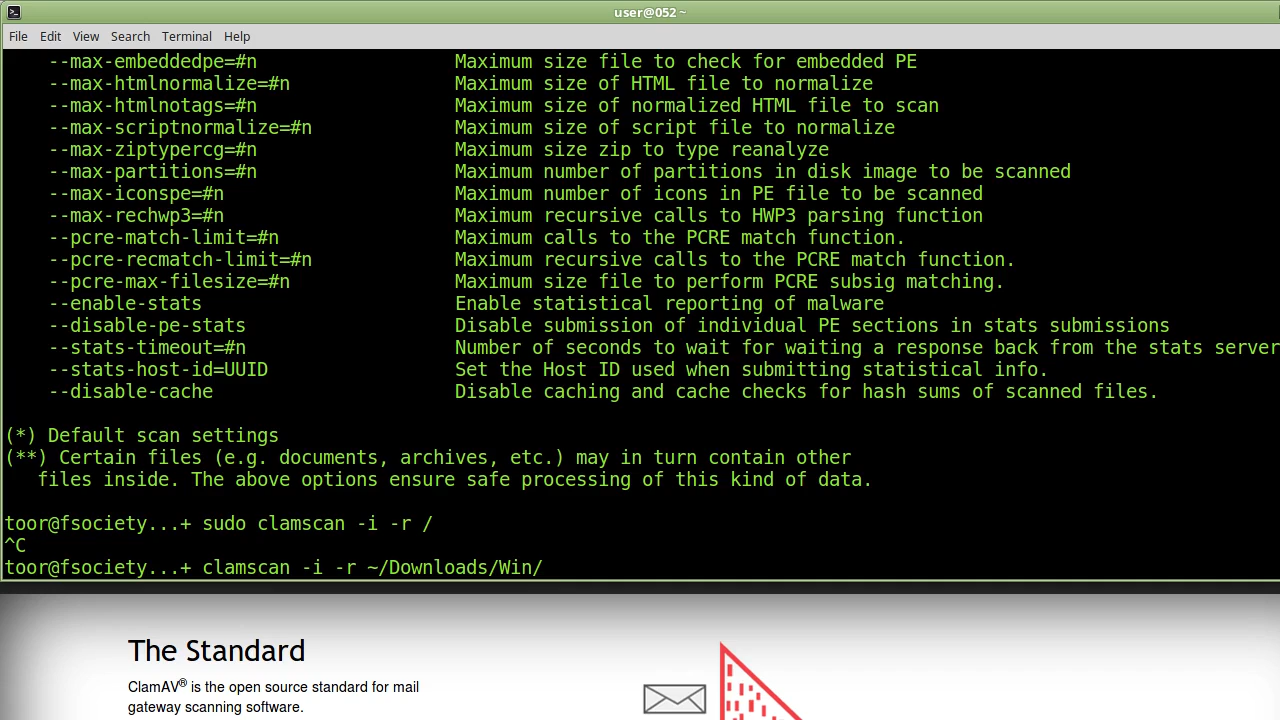 user@052 ~
File Edit View Search Terminal Help
--max-embeddedpe=#n Maximum size file to check for embedded PE
--max-htmlnormalize=#n Maximum size of HTML file to normalize
--max-htmlnotags=#n Maximum size of normalized HTML file to scan
--max-scriptnormalize=#n Maximum size of script file to normalize
--max-ziptypercg=#n Maximum size zip to type reanalyze
--max-partitions=#n Maximum number of partitions in disk image to be scanned
--max-iconspe=#n Maximum number of icons in PE file to be scanned
--max-rechwp3=#n Maximum recursive calls to HWP3 parsing function
--pcre-match-limit=#n Maximum calls to the PCRE match function.
--pcre-recmatch-limit=#n Maximum recursive calls to the PCRE match function.
--pcre-max-filesize=#n Maximum size file to perform PCRE subsig matching.
--enable-stats Enable statistical reporting of malware
--disable-pe-stats Disable submission of individual PE sections in stats submissions
--stats-timeout=#n Number of seconds to wait for waiting a response back from the stats server
--stats-host-id=UUID Set the Host ID used when submitting statistical info.
--disable-cache Disable caching and cache checks for hash sums of scanned files.
(*) Default scan settings
(**) Certain files (e.g. documents, archives, etc.) may in turn contain other
files inside. The above options ensure safe processing of this kind of data.
toor@fsociety...+ sudo clamscan -i -r /
^C
toor@fsociety...+ clamscan -i -r ~/Downloads/Win/
The Standard
ClamAV® is the open source standard for mail
gateway scanning software.